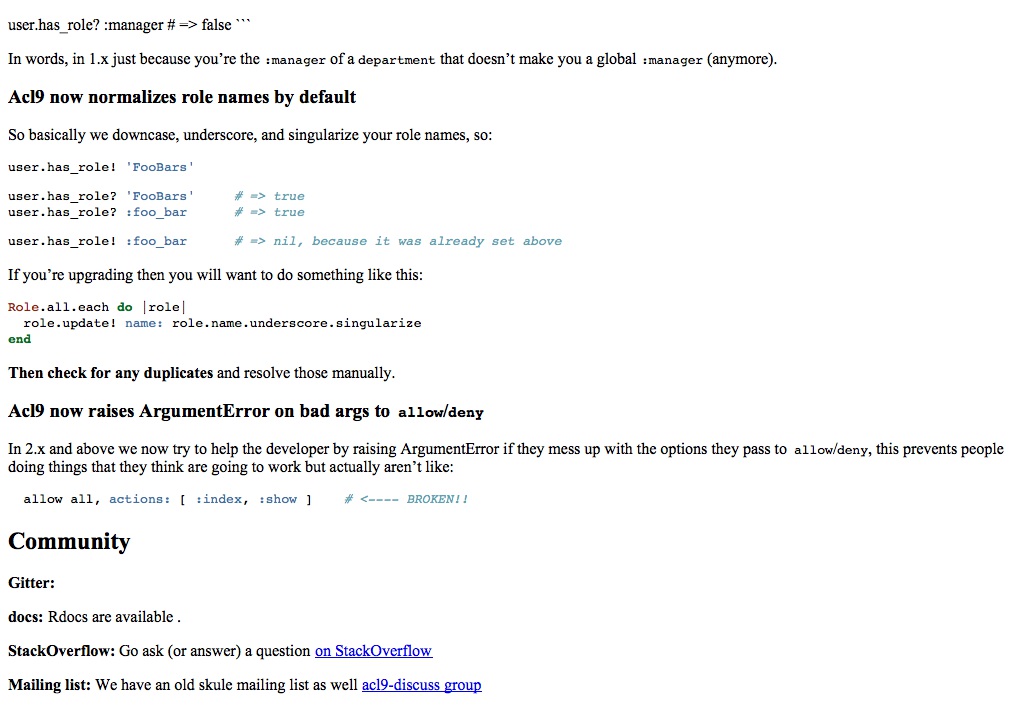 user.has_role? :manager # => false ```
In words, in 1.x just because you’re the :manager of a department that doesn’t make you a global :manager (anymore).
Acl9 now normalizes role names by default
So basically we downcase, underscore, and singularize your role names, so:
user.has_role! 'FooBars'
user.has_role? 'FooBars'     # => true
user.has_role? :foo_bar      # => true
user.has_role! :foo_bar      # => nil, because it was already set above
If you’re upgrading then you will want to do something like this:
Role.all.each do |role|
  role.update! name: role.name.underscore.singularize
end
Then check for any duplicates and resolve those manually.
Acl9 now raises ArgumentError on bad args to allow/deny
In 2.x and above we now try to help the developer by raising ArgumentError if they mess up with the options they pass to allow/deny, this prevents people
doing things that they think are going to work but actually aren’t like:
  allow all, actions: [ :index, :show ]    # <---- BROKEN!!
Community
Gitter:
docs: Rdocs are available .
StackOverflow: Go ask (or answer) a question on StackOverflow
Mailing list: We have an old skule mailing list as well acl9-discuss group